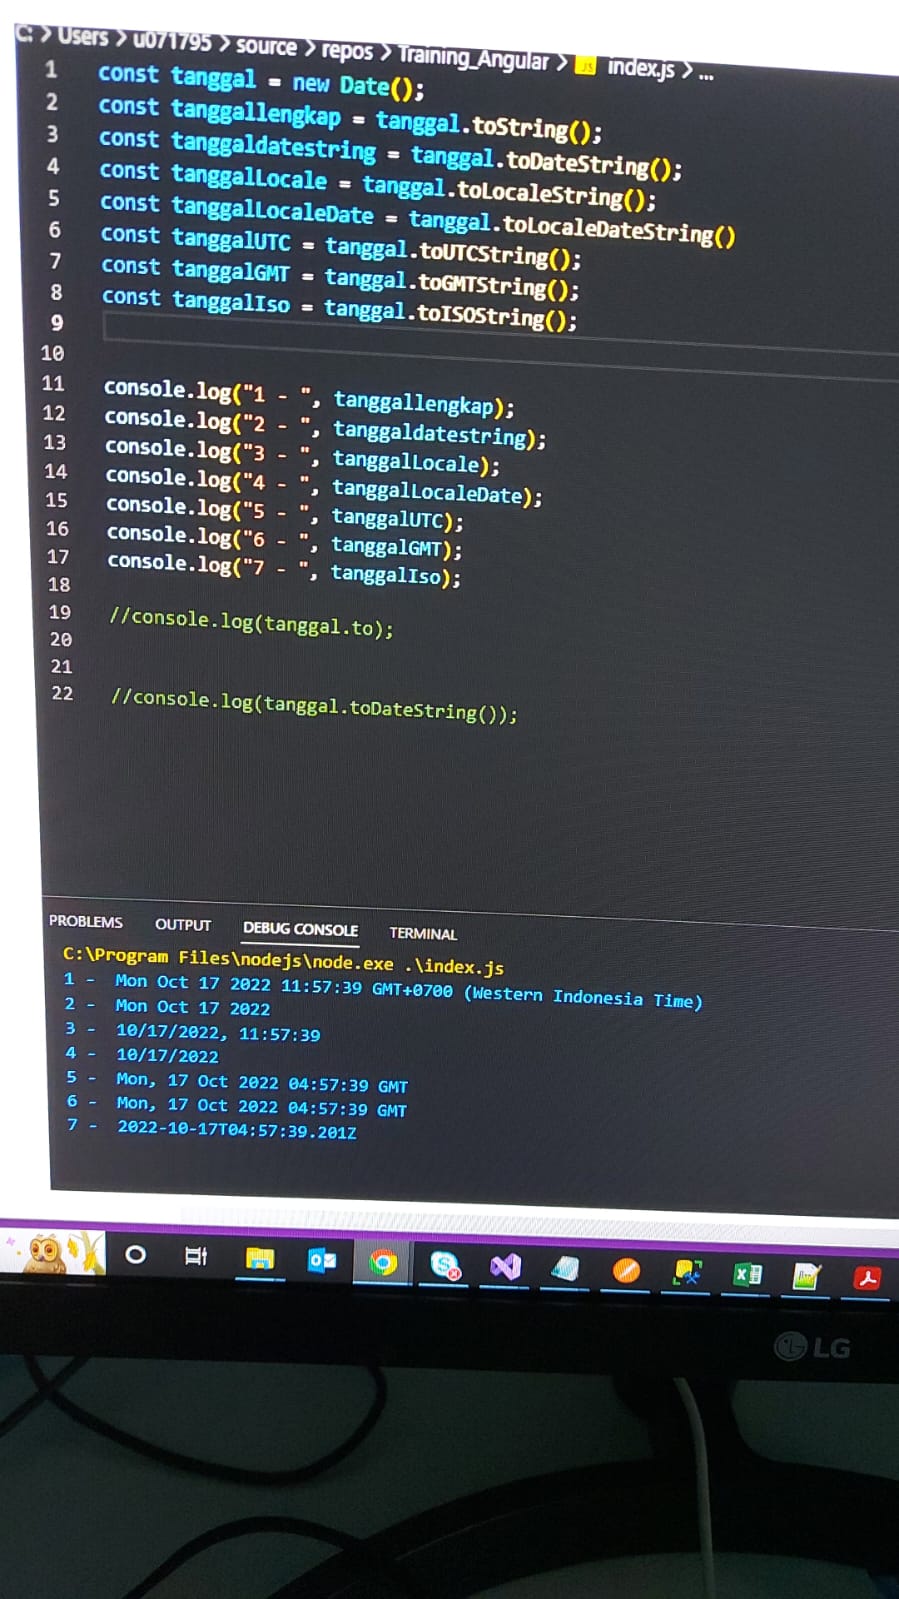 C: > Users > u071795 > source > repos > Training_Angular > JS index.js > ...
1 const tanggal = new Date();
2 const tanggallengkap = tanggal.toString();
3 const tanggaldatestring = tanggal.toDateString();
4 const tanggalLocale = tanggal.toLocaleString();
5 const tanggalLocaleDate = tanggal.toLocaleDateString()
6 const tanggalUTC = tanggal.toUTCString();
7 const tanggalGMT = tanggal.toGMTString();
8 const tanggalIso = tanggal.toISOString();
9
10
11 console.log("1 - ", tanggallengkap);
12 console.log("2 - ", tanggaldatestring);
13 console.log("3 - ", tanggalLocale);
14 console.log("4 - ", tanggalLocaleDate);
15 console.log("5 - ", tanggalUTC);
16 console.log("6 - ", tanggalGMT);
17 console.log("7 - ", tanggalIso);
18
19 //console.log(tanggal.to);
20
21
22 //console.log(tanggal.toDateString());
PROBLEMS OUTPUT DEBUG CONSOLE TERMINAL
C:\Program Files\nodejs\node.exe .\index.js
1 - Mon Oct 17 2022 11:57:39 GMT+0700 (Western Indonesia Time)
2 - Mon Oct 17 2022
3 - 10/17/2022, 11:57:39
4 - 10/17/2022
5 - Mon, 17 Oct 2022 04:57:39 GMT
6 - Mon, 17 Oct 2022 04:57:39 GMT
7 - 2022-10-17T04:57:39.201Z
LG